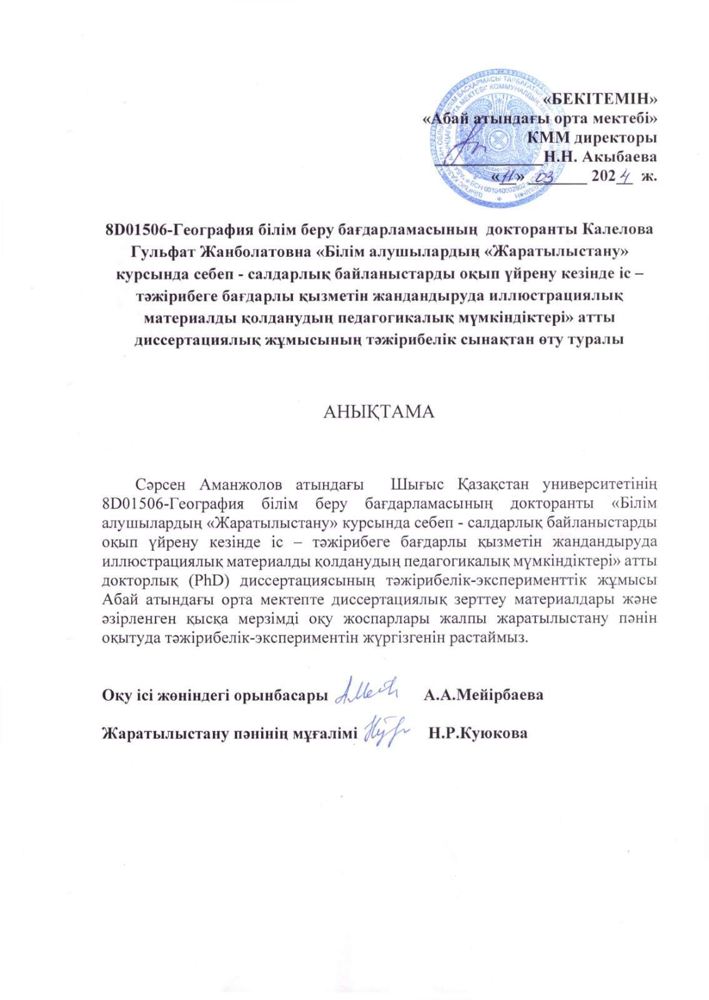 «БЕКІТЕМІН»
«Абай атындағы орта мектебі»
КММ директоры
Н.Н. Акыбаева
«11» 03 2024 ж.
8D01506-География білім беру бағдарламасының докторанты Калелова
Гульфат Жанболатовна «Білім алушылардың «Жаратылыстану»
курсында себеп - салдарлық байланыстарды оқып үйрену кезінде іс –
тәжірибеге бағдарлы қызметін жандандыруда иллюстрациялық
материалды қолданудың педагогикалық мүмкіндіктері» атты
диссертациялық жұмысының тәжірибелік сынақтан өту туралы
АНЫҚТАМА
Сәрсен Аманжолов атындағы Шығыс Қазақстан университетінің
8D01506-География білім беру бағдарламасының докторанты «Білім
алушылардың «Жаратылыстану» курсында себеп - салдарлық байланыстарды
оқып үйрену кезінде іс – тәжірибеге бағдарлы қызметін жандандыруда
иллюстрациялық материалды қолданудың педагогикалық мүмкіндіктері» атты
докторлық (PhD) диссертациясының тәжірибелік-эксперименттік жұмысы
Абай атындағы орта мектепте диссертациялық зерттеу материалдары және
әзірленген қысқа мерзімді оқу жоспарлары жалпы жаратылыстану пәнін
оқытуда тәжірибелік-экспериментін жүргізгенін растаймыз.
Оқу ісі жөніндегі орынбасары А.А.Мейірбаева
Жаратылыстану пәнінің мұғалімі Н.Р.Куюкова